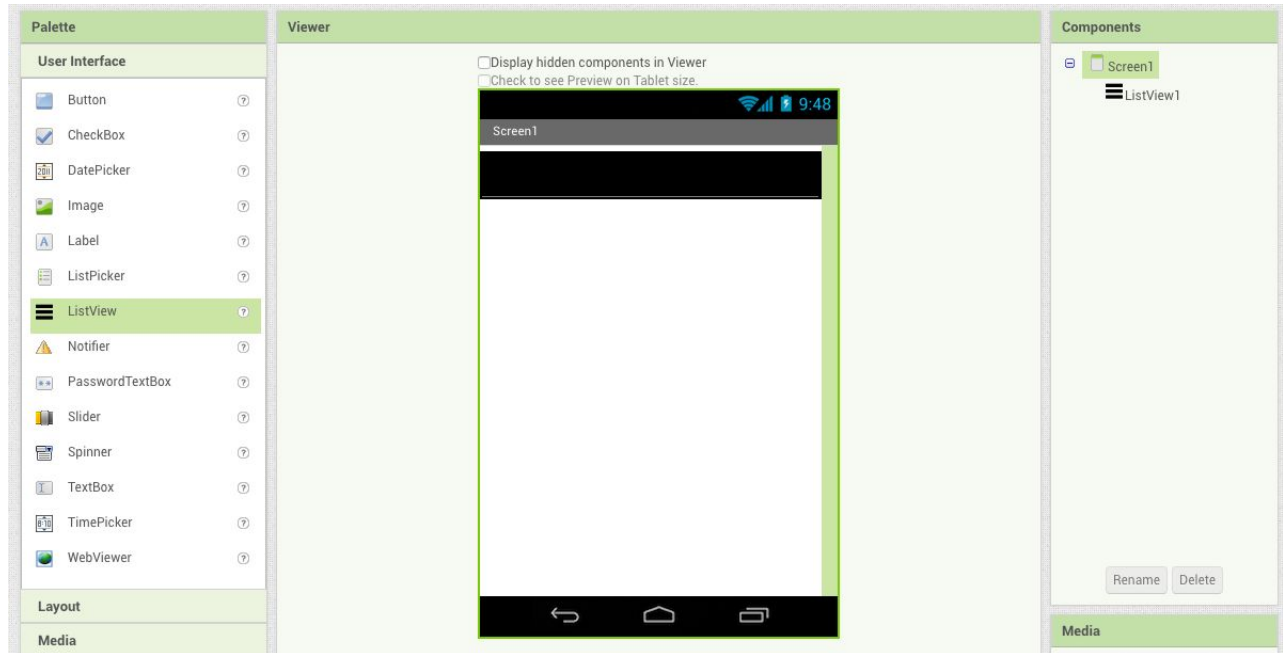 Palette
User Interface
Button
CheckBox
DatePicker
Image
Label
ListPicker
ListView
Notifier
PasswordTextBox
Slider
Spinner
TextBox
TimePicker
WebViewer
Layout
Media
Viewer
Display hidden components in Viewer
Check to see Preview on Tablet size.
9:48
Screen1
Components
Screen1
ListView1
Rename Delete
Media